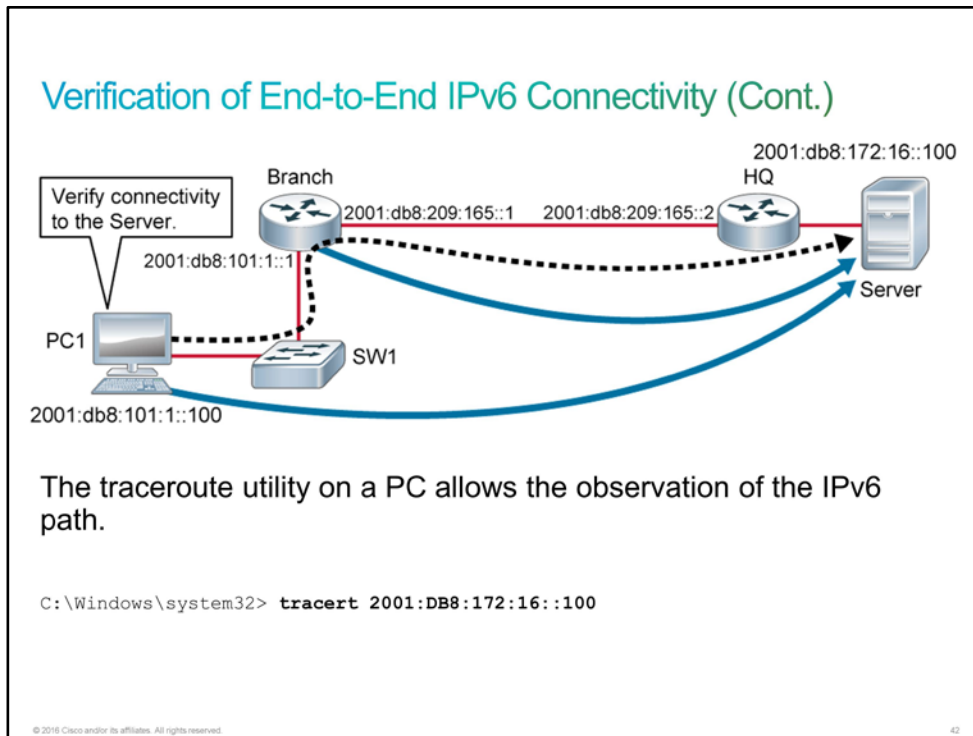 Verification of End-to-End IPv6 Connectivity (Cont.)
2001:db8:172:16::100
Branch
HQ
Verify connectivity
to the Server.
2001:db8:209:165::1
2001:db8:209:165::2
2001:db8:101:1::1
Server
PC1
SW1
2001:db8:101:1::100
The traceroute utility on a PC allows the observation of the IPv6
path.
C:\Windows\system32> tracert 2001:DB8:172:16::100
© 2016 Cisco and/or its affiliates. All rights reserved.
42